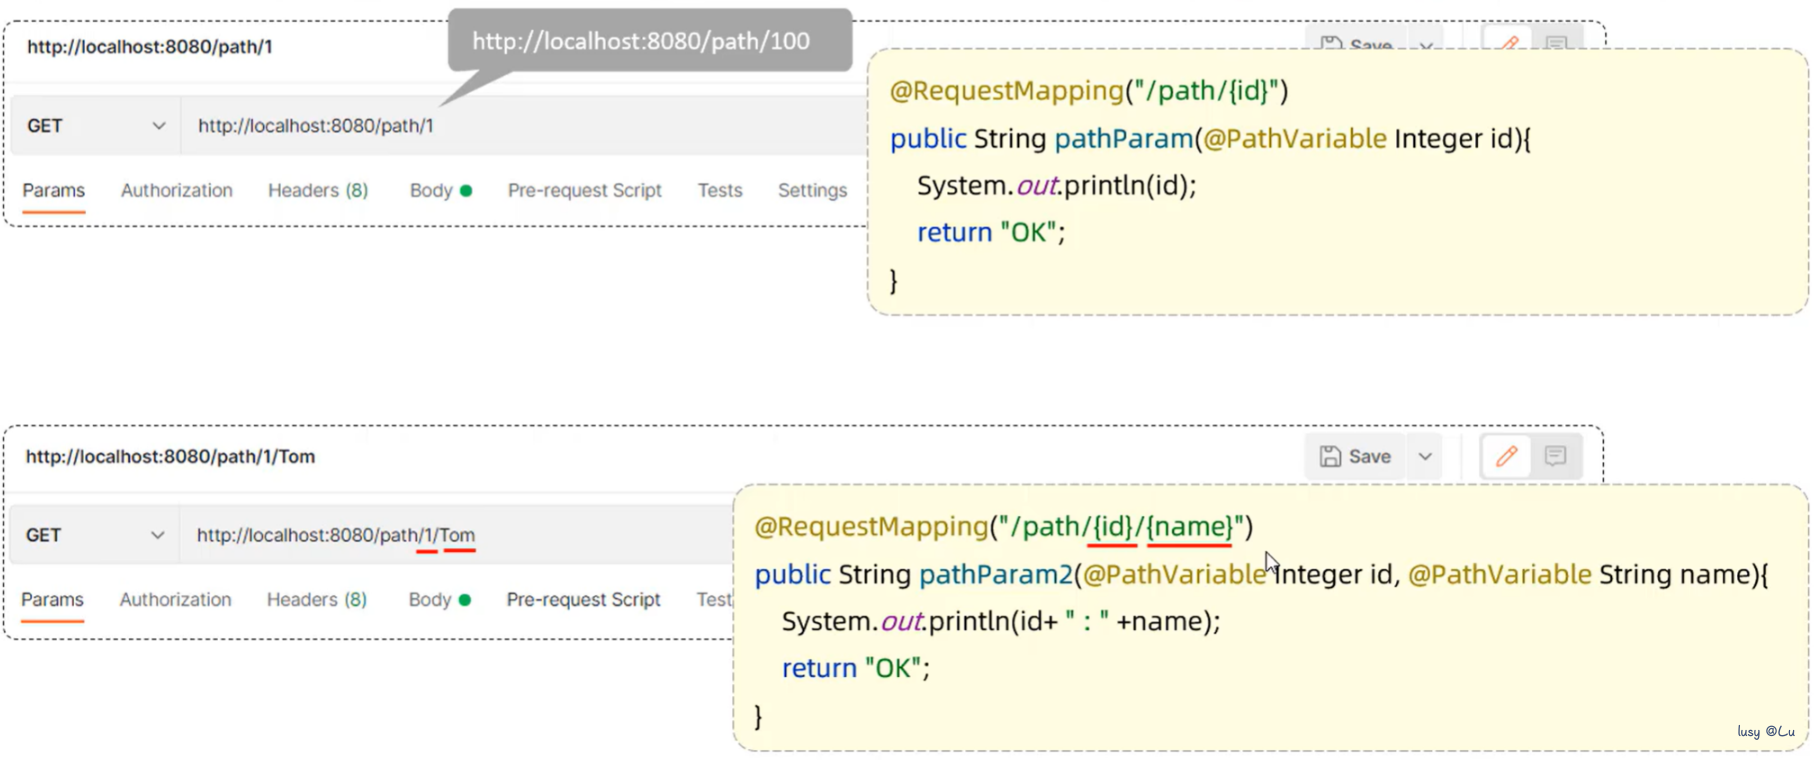 http://localhost:8080/path/1
http://localhost:8080/path/100
Save
GET
http://localhost:8080/path/1
Params Authorization Headers (8) Body Pre-request Script Tests Settings
@RequestMapping("/path/{id}")
public String pathParam(@PathVariable Integer id){
System.out.println(id);
return "OK";
}
http://localhost:8080/path/1/Tom
Save
GET
http://localhost:8080/path/1/Tom
Params Authorization Headers (8) Body Pre-request Script Test
@RequestMapping("/path/{id}/{name}")
public String pathParam2(@PathVariable Integer id, @PathVariable String name){
System.out.println(id+ " : " +name);
return "OK";
}
lusy @Lu